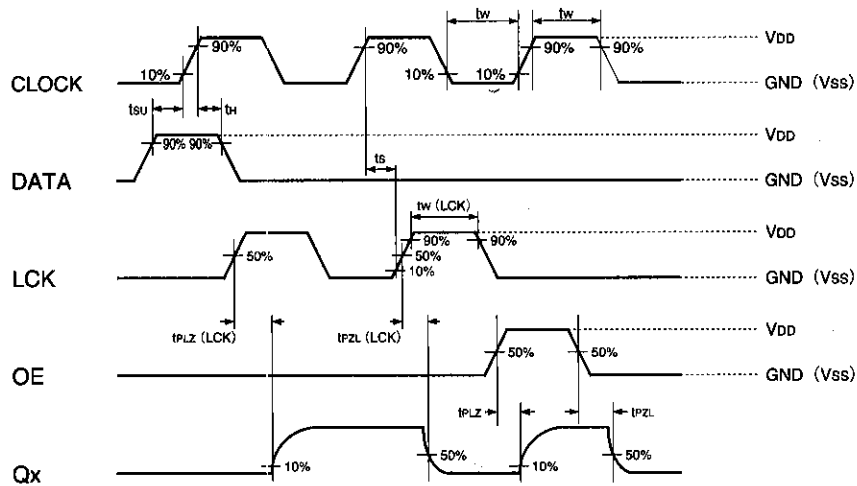 tw tw
VDD
90% 90% 90% 90%
10% 10% 10%
CLOCK GND (VSS)
tSU tH
VDD
90% 90% ts
DATA GND (VSS)
tw (LCK)
VDD
90% 90%
50% 50%
10%
LCK GND (VSS)
tPLZ (LCK) tPZL (LCK)
VDD
50% 50%
OE GND (VSS)
tPLZ tPZL
50% 50%
10% 10%
Qx